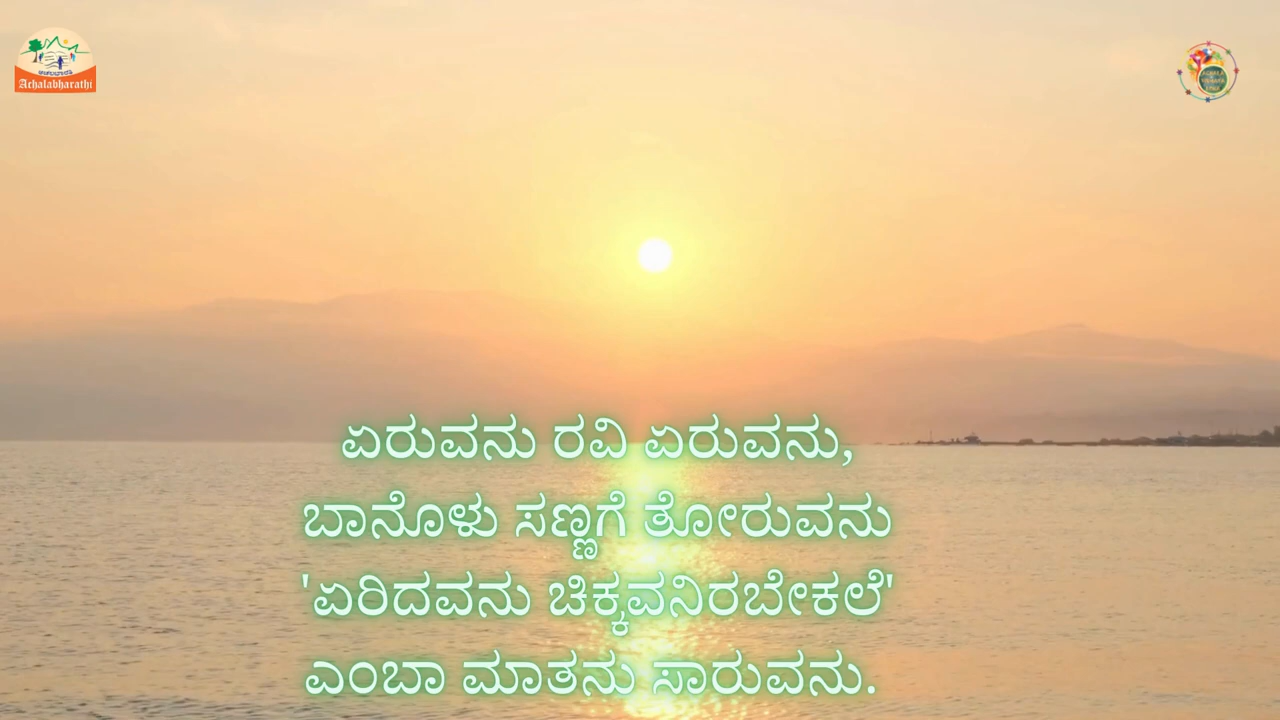 Achalabharathi
ಏರುವನು ರವಿ ಏರುವನು,
ಬಾನೊಳು ಸಣ್ಣಗೆ ತೋರುವನು
'ಏರಿದವನು ಚಿಕ್ಕವನಿರಬೇಕಲೆ'
ಎಂಬಾ ಮಾತನು ಸಾರುವನು.